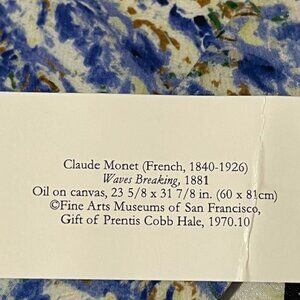 Claude Monet (French, 1840-1926)
Waves Breaking, 1881
Oil on canvas, 23 5/8 x 31 7/8 in. (60 x 81cm)
©Fine Arts Museums of San Francisco,
Gift of Prentis Cobb Hale, 1970.10